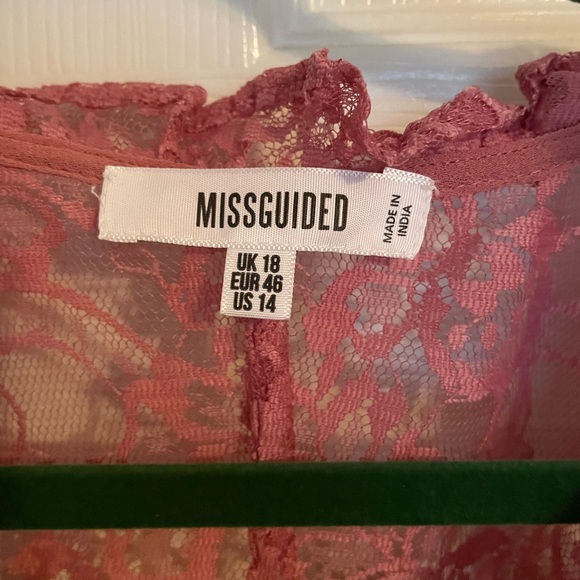 MISSGUIDED
MADE IN
INDIA
UK 18
EUR 46
US 14